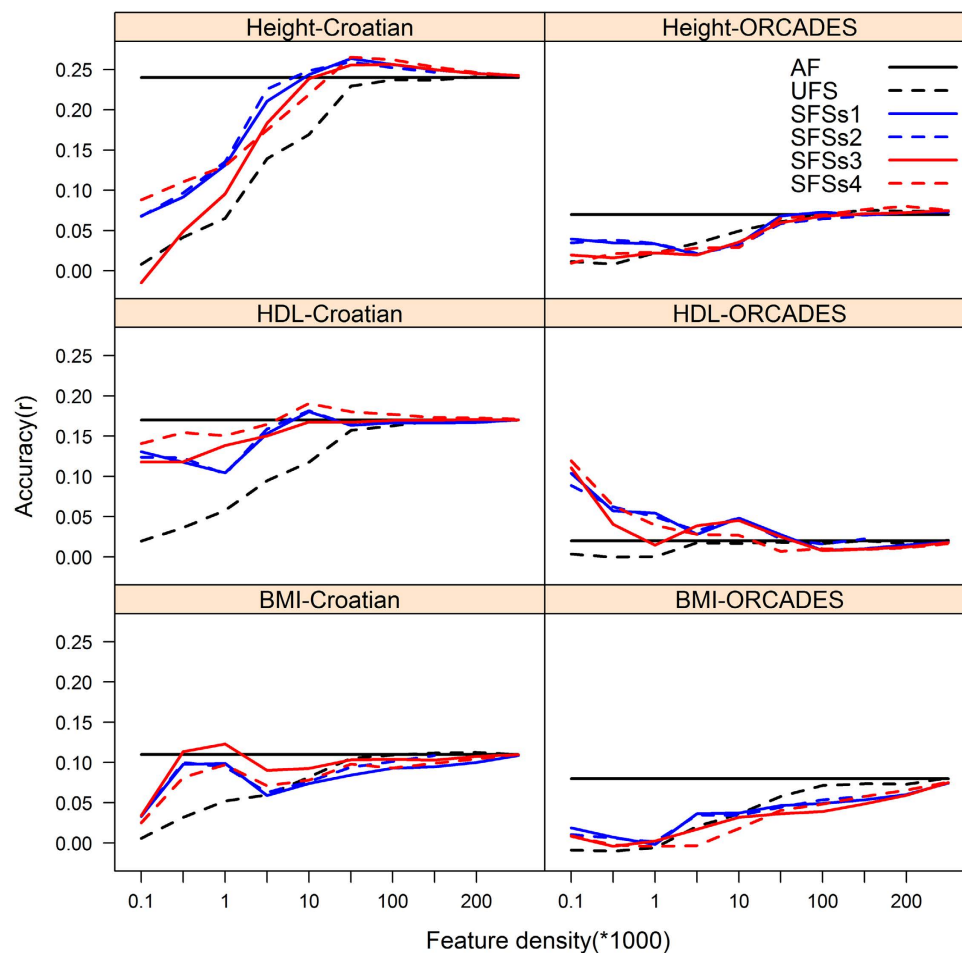 Height-Croatian
Height-ORCADES
0.25
0.20
0.15
0.10
0.05
0.00
AF
UFS
SFSs1
SFSs2
SFSs3
SFSs4
HDL-Croatian
HDL-ORCADES
0.25
0.20
0.15
0.10
0.05
0.00
Accuracy(r)
BMI-Croatian
BMI-ORCADES
0.25
0.20
0.15
0.10
0.05
0.00
0.1 1 10 100 200
0.1 1 10 100 200
Feature density(*1000)